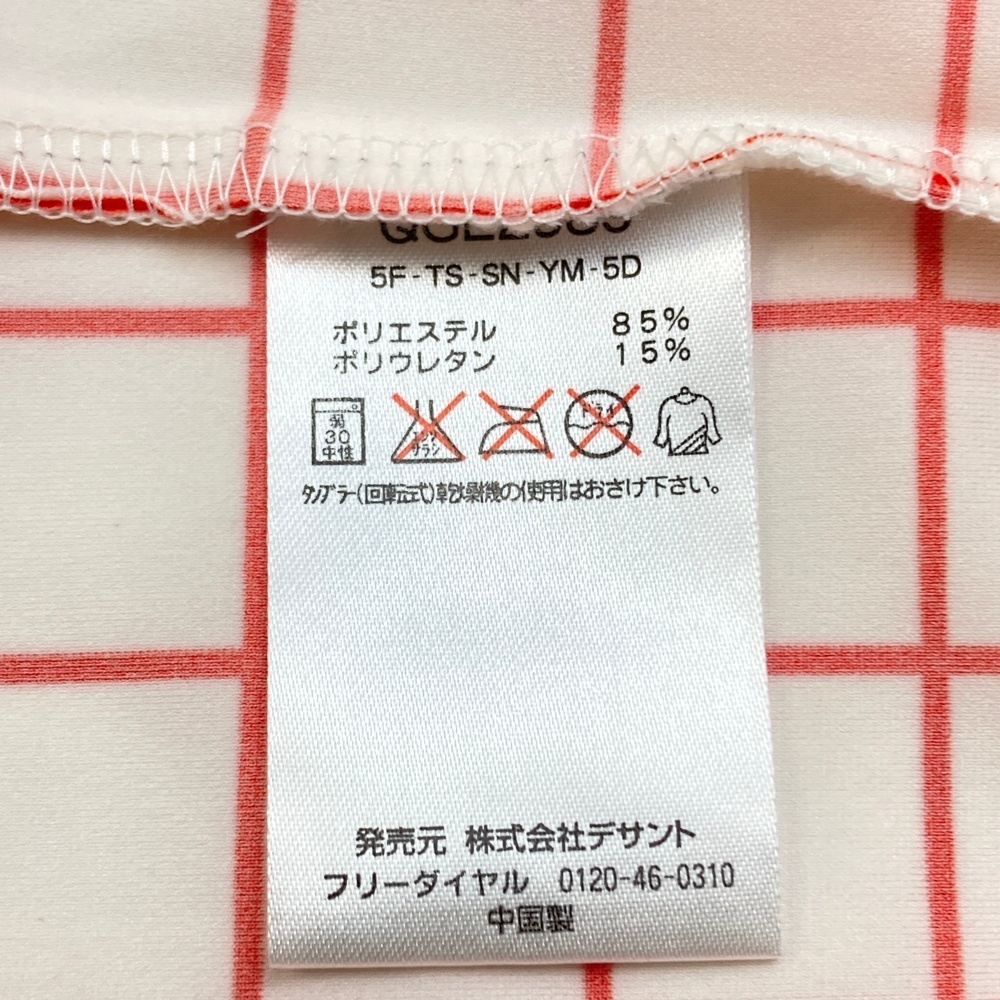 5F-TS-SN-YM-5D
ポリエステル 85%
ポリウレタン 15%
弱
30
中性
エンソ
サラシ
ドライ
タンブラー(回転式)乾燥機の使用はおさけ下さい。
発売元 株式会社デサント
フリーダイヤル 0120-46-0310
中国製